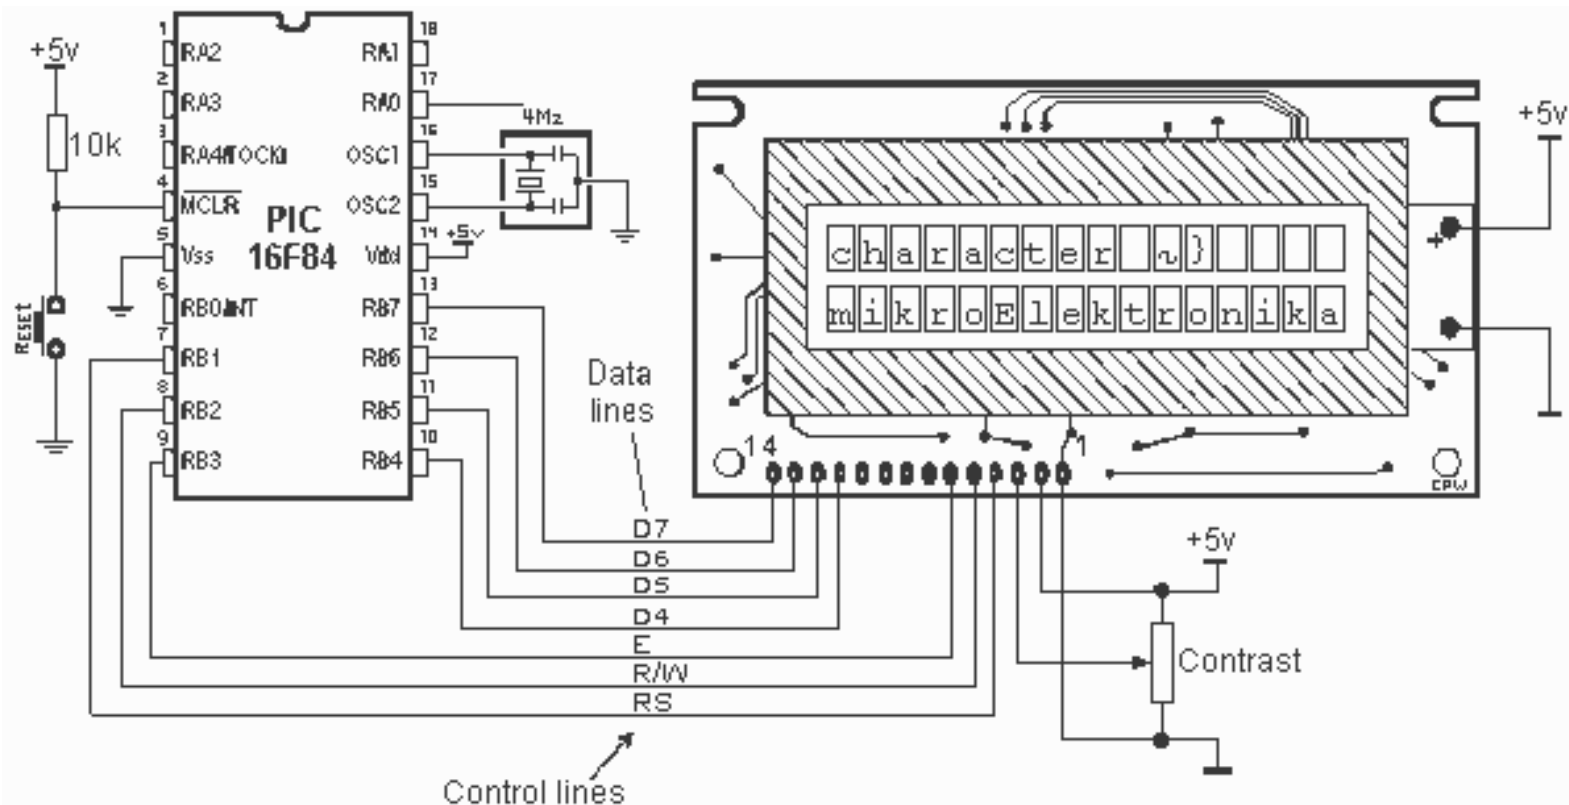 +5v
10k
RESET
1
RA2
2
RA3
3
RA4/TOCKI
4
MCLR
5
Vss
6
RB0/INT
7
RB1
8
RB2
9
RB3
PIC
16F84
18
RA1
17
RA0
16
OSC1
15
OSC2
14
Vdd
+5v
13
RB7
12
RB6
11
RB5
10
RB4
4Mz
character ~}
mikroElektronika
+
+5v
14
1
Data
lines
D7
D6
D5
D4
E
R/W
RS
Control lines
+5v
Contrast